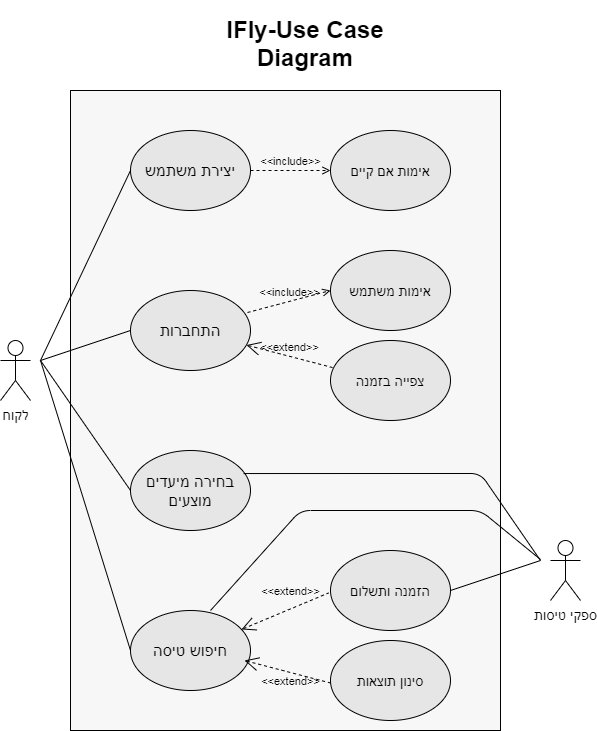 IFly-Use Case
Diagram
יצירת משתמש
<<include>>
אימות אם קיים
התחברות
<<include>>
אימות משתמש
<<extend>>
צפייה בזמנה
לקוח
בחירה מיעדים
מוצעים
חיפוש טיסה
<<extend>>
הזמנה ותשלום
<<extend>>
סינון תוצאות
ספקי טיסות